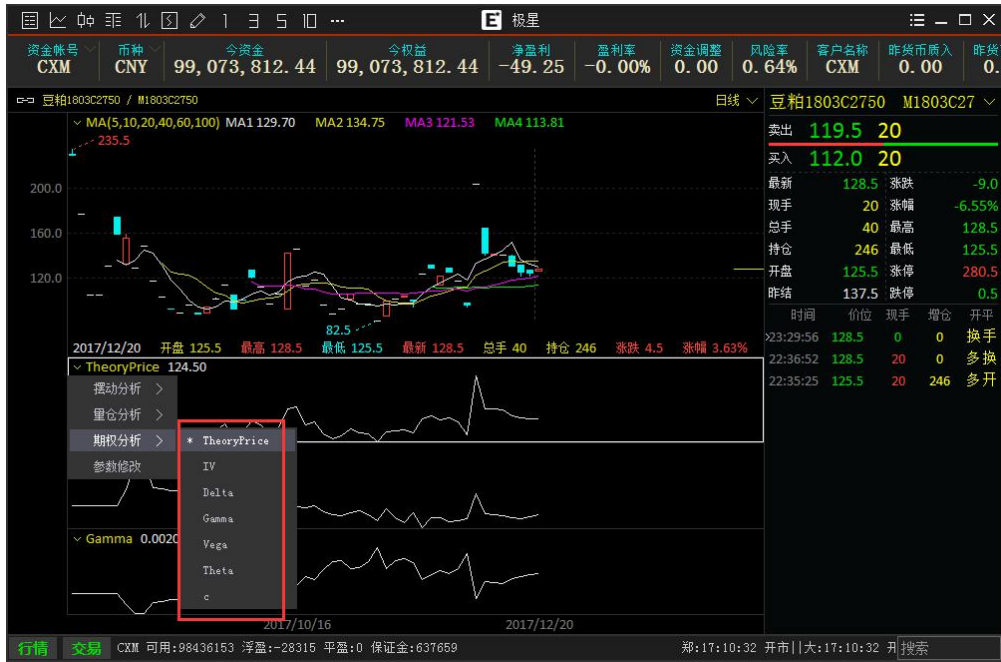 1 3 5 10 ... E 极星
资金帐号 币种 今资金 今权益 净盈利 盈利率 资金调整 风险率 客户名称 昨货币质入 昨货
CXM CNY 99,073,812.44 99,073,812.44 -49.25 -0.00% 0.00 0.64% CXM 0.00 0.
豆粕1803C2750 / M1803C2750 日线
MA(5,10,20,40,60,100) MA1 129.70 MA2 134.75 MA3 121.53 MA4 113.81
235.5
200.0
160.0
120.0
82.5
2017/12/20 开盘 125.5 最高 128.5 最低 125.5 最新 128.5 总手 40 持仓 246 涨跌 4.5 涨幅 3.63%
TheoryPrice 124.50
摆动分析 >
量仓分析 >
期权分析 >
参数修改
* TheoryPrice
IV
Delta
Gamma
Vega
Theta
c
Gamma 0.0020
2017/10/16 2017/12/20
豆粕1803C2750 M1803C27
卖出 119.5 20
买入 112.0 20
最新 128.5 涨跌 -9.0
现手 20 涨幅 -6.55%
总手 40 最高 128.5
持仓 246 最低 125.5
开盘 125.5 涨停 280.5
昨结 137.5 跌停 0.5
时间 价位 现手 增仓 开平
>23:29:56 128.5 0 0 换手
22:36:52 128.5 20 0 多换
22:35:25 125.5 20 246 多开
行情 交易 CXM 可用:98436153 浮盈:-28315 平盈:0 保证金:637659 郑:17:10:32 开市||大:17:10:32 开 搜索